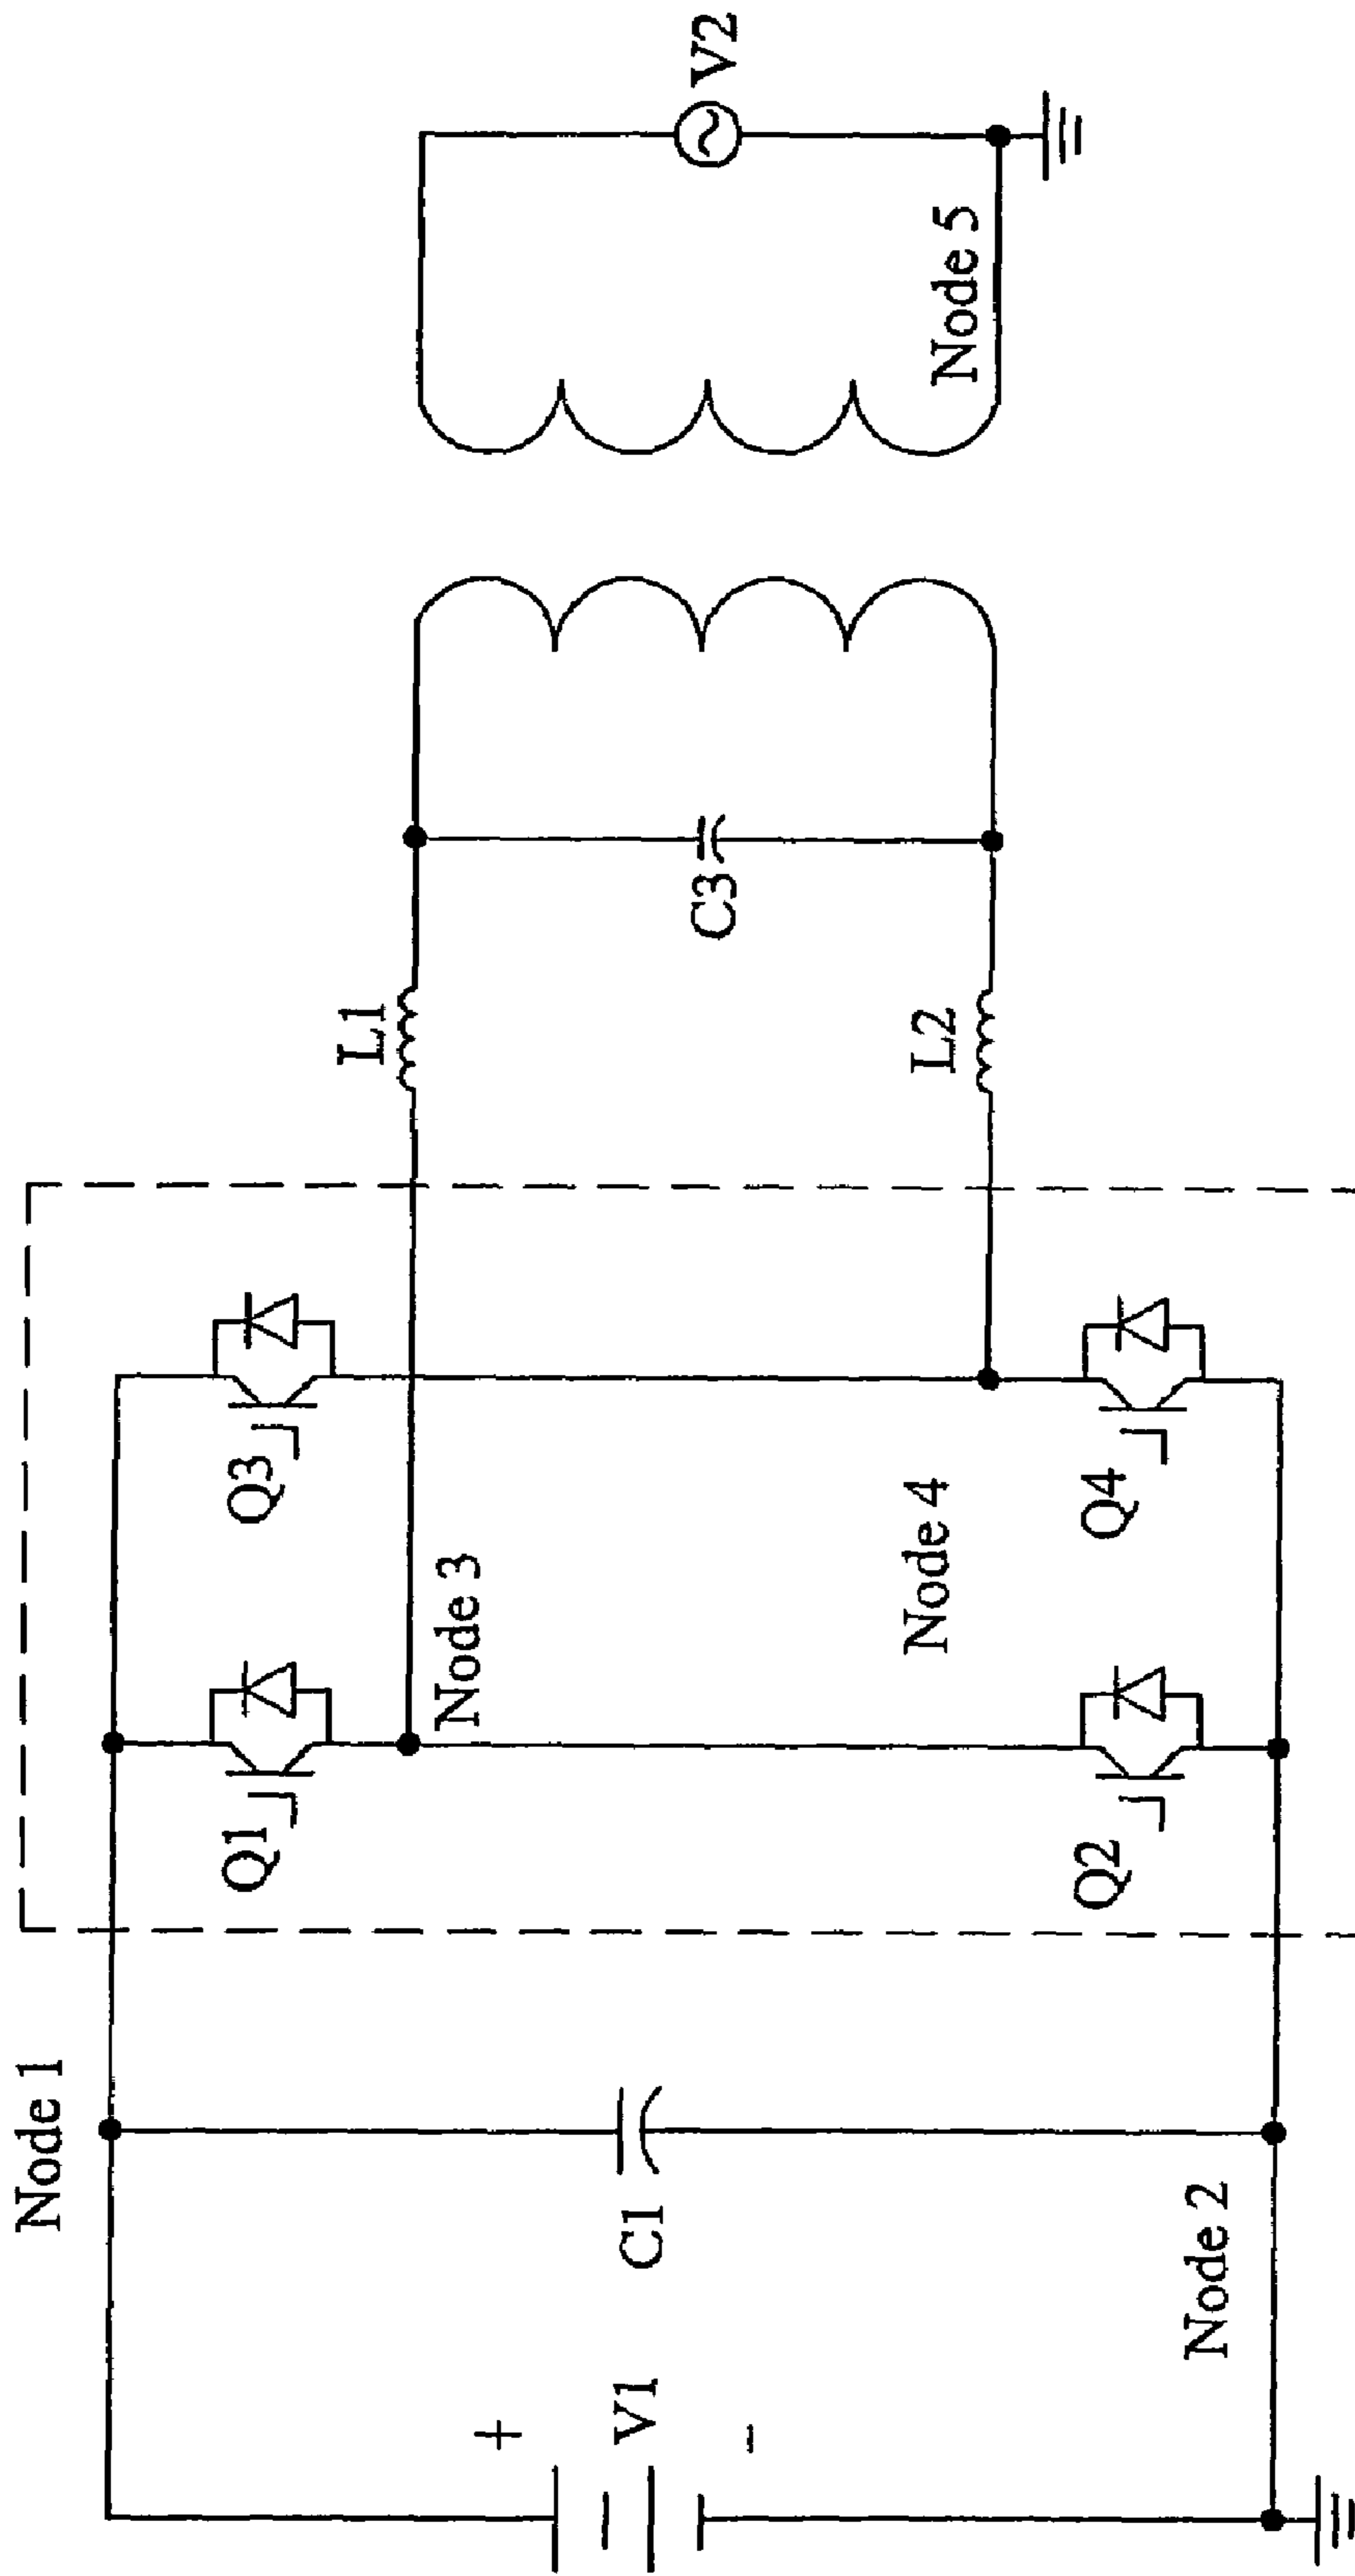 Node 1
Q1
Q3
Node 3
L1
V1
+
-
C1
C3
V2
Node 4
L2
Node 5
Q2
Q4
Node 2